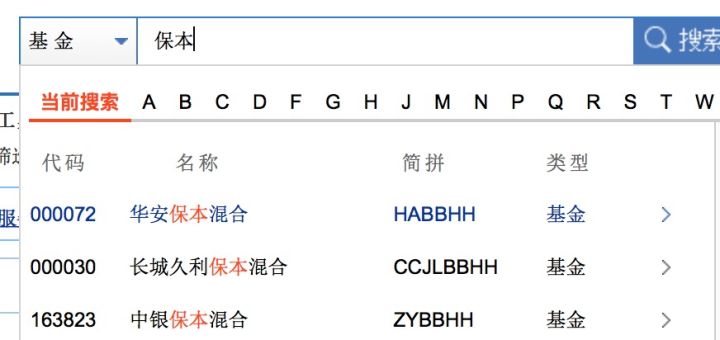 基金 保本 搜索
当前搜索 A B C D F G H J M N P Q R S T W
工
代码 名称 简拼 类型
服 000072 华安保本混合 HABBHH 基金 >
000030 长城久利保本混合 CCJLBBHH 基金 >
163823 中银保本混合 ZYBBHH 基金 >